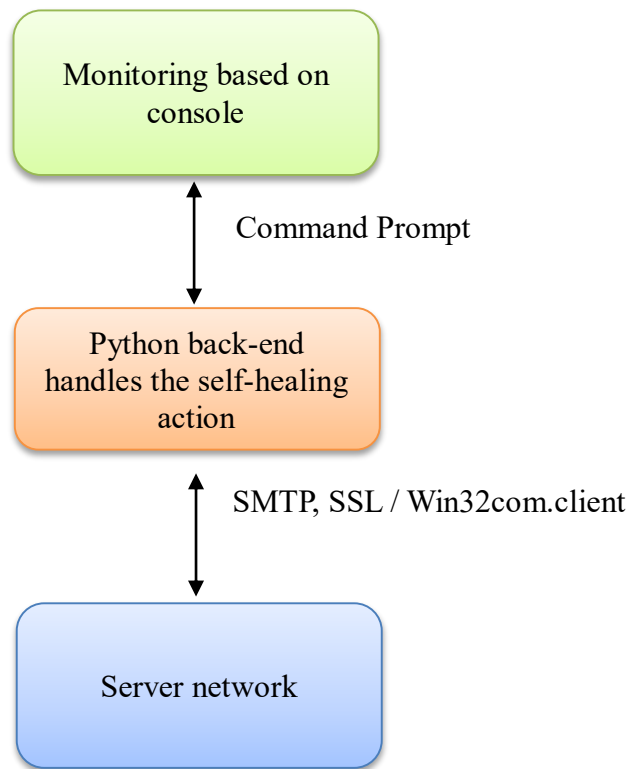 Monitoring based on
console
Command Prompt
Python back-end
handles the self-healing
action
SMTP, SSL / Win32com.client
Server network